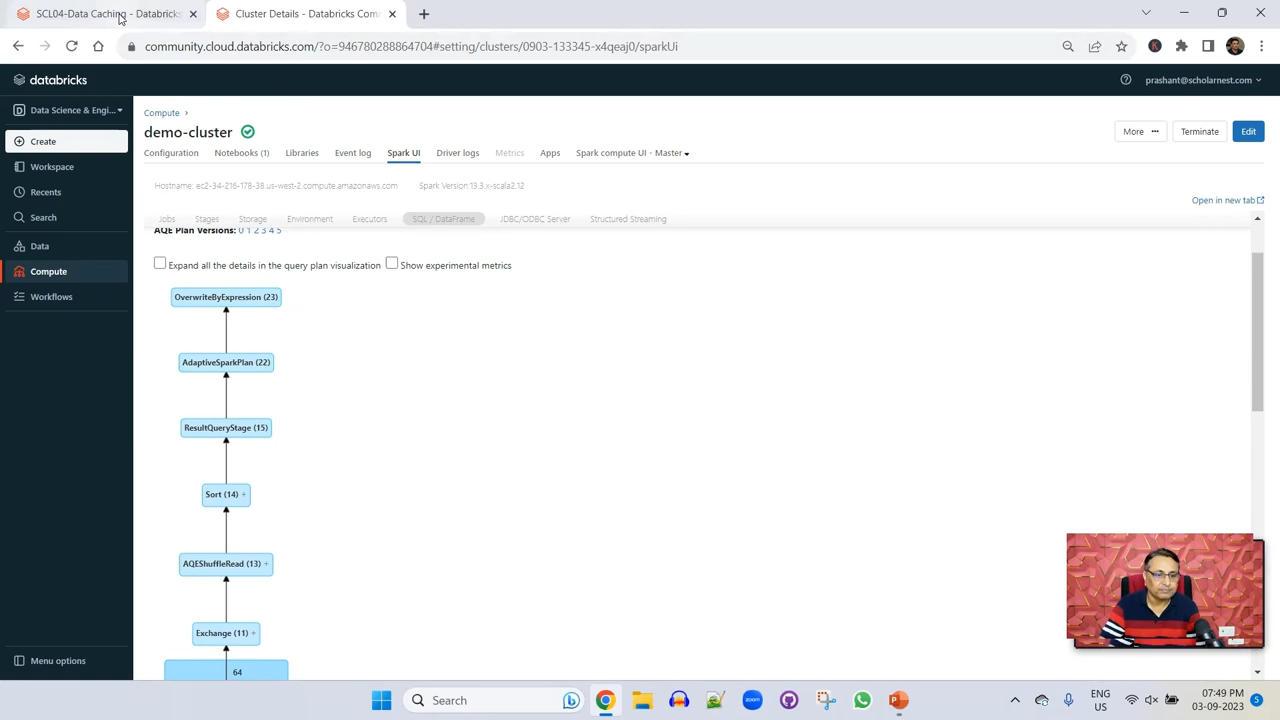 SCL04-Data Caching - Databricks
Cluster Details - Databricks Com
community.cloud.databricks.com/?o=946780288864704#setting/clusters/0903-133345-x4qeaj0/sparkUi
K
databricks
prashant@scholarnest.com
Data Science & Engi...
Create
Workspace
Recents
Search
Data
Compute
Workflows
Menu options
Compute
demo-cluster
More
Terminate
Edit
Configuration Notebooks (1) Libraries Event log Spark UI Driver logs Metrics Apps Spark compute UI - Master
Hostname: ec2-34-216-178-38.us-west-2.compute.amazonaws.com Spark Version 13.3.x-scala2.12
Open in new tab
Jobs Stages Storage Environment Executors SQL / DataFrame JDBC/ODBC Server Structured Streaming
AQE Plan Versions: 0 1 2 3 4 5
Expand all the details in the query plan visualization Show experimental metrics
OverwriteByExpression (23)
AdaptiveSparkPlan (22)
ResultQueryStage (15)
Sort (14) +
AQEShuffleRead (13) +
Exchange (11) +
64
Search
zoom
ENG
US
07:49 PM
03-09-2023
5